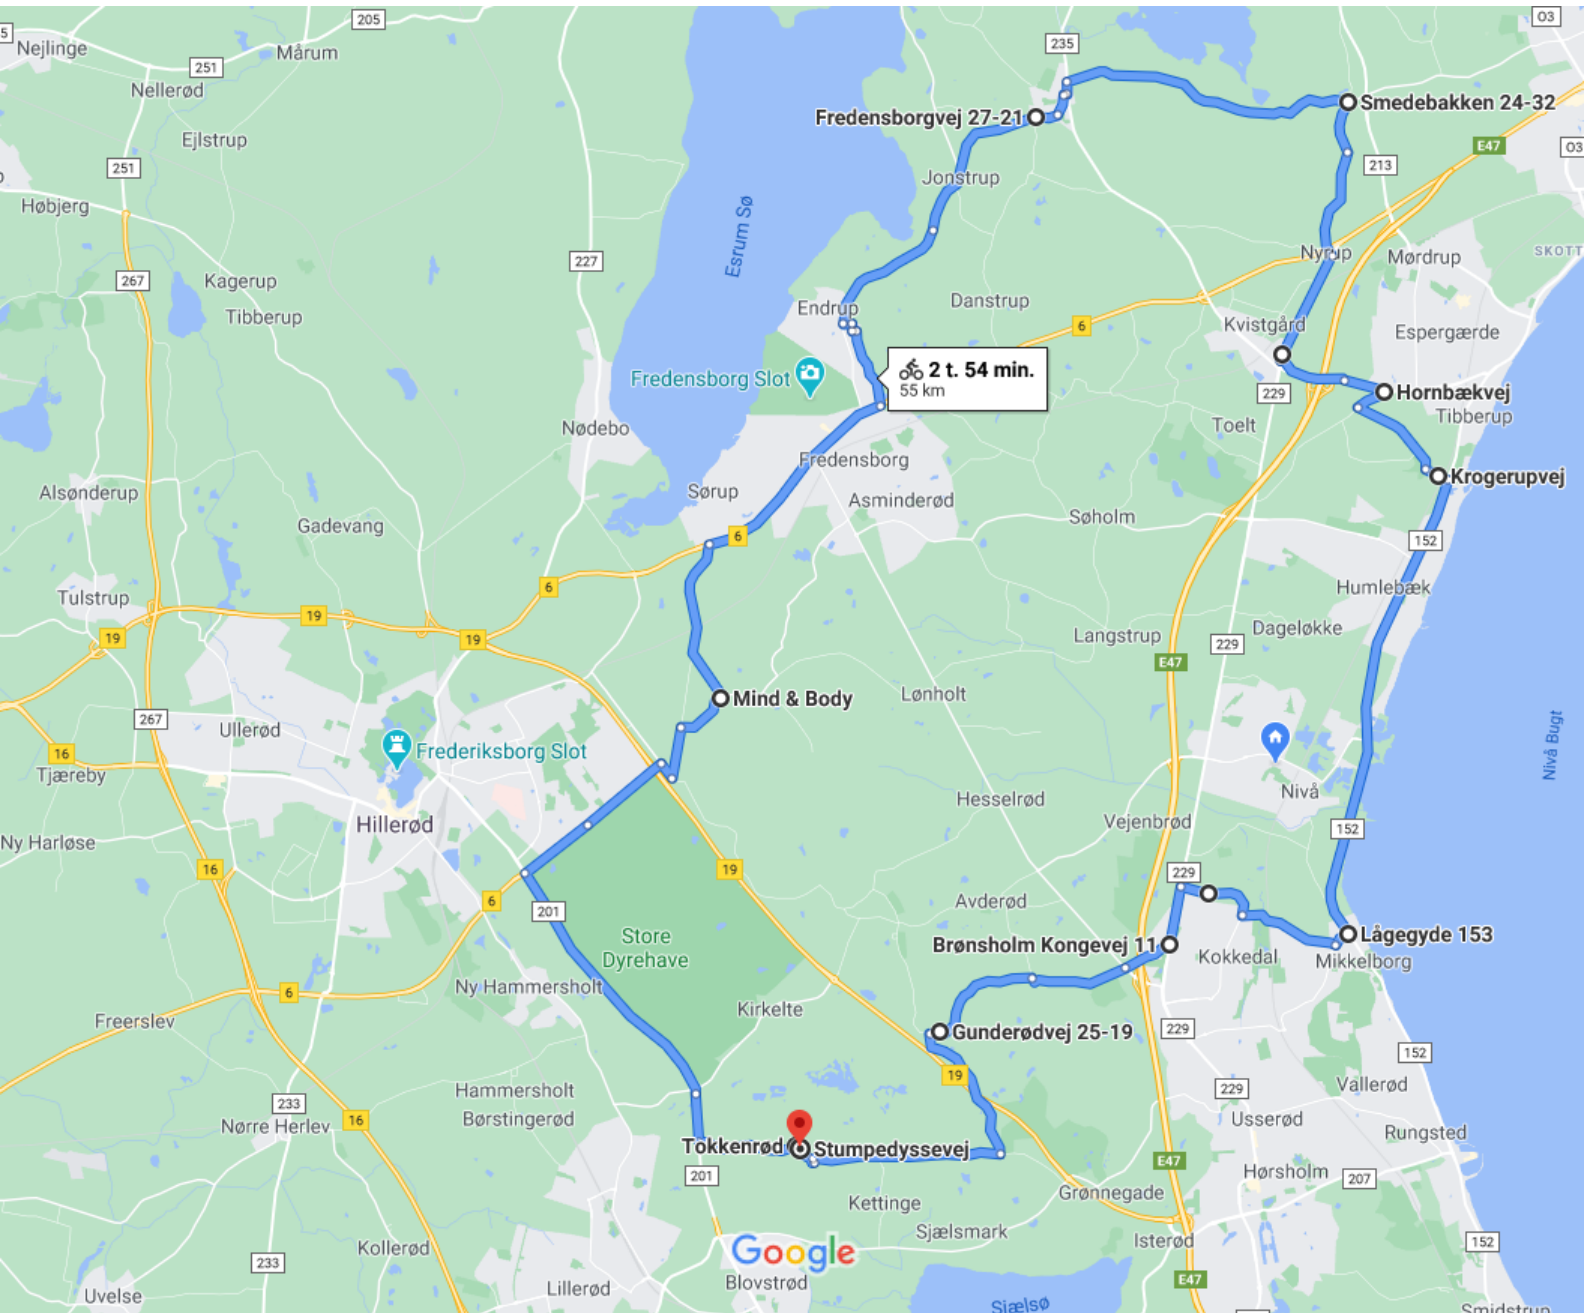 205
O3
5
Nejlinge
Mårum
235
251
Nellerød
Fredensborgvej 27-21
Smedebakken 24-32
Ejlstrup
E47
O3
251
213
Jonstrup
Høbjerg
Esrum Sø
227
Nyrup
Mørdrup
SKOTT
267
Kagerup
Tibberup
Danstrup
Endrup
6
Kvistgård
Espergærde
2 t. 54 min.
55 km
Fredensborg Slot
229
Hornbækvej
Tibberup
Toelt
Nødebo
Fredensborg
Krogerupvej
Alsønderup
Sørup
Asminderød
Søholm
Gadevang
6
152
Humlebæk
6
Tulstrup
19
19
19
Dageløkke
Langstrup
229
E47
Mind & Body
Lønholt
267
Ullerød
Frederiksborg Slot
16
Tjæreby
Nivå Bugt
Nivå
Hesselrød
Vejenbrød
Hillerød
152
Ny Harløse
16
19
229
6
201
Avderød
Store
Dyrehave
Brønsholm Kongevej 11
Lågegyde 153
Kokkedal
Mikkelborg
Ny Hammersholt
6
Kirkelte
Freerslev
Gunderødvej 25-19
229
152
19
Hammersholt
229
Vallerød
233
Børstingerød
Nørre Herlev
16
Usserød
Rungsted
Tokkenrød
Stumpedyssevej
E47
201
Hørsholm
207
Grønnegade
Kettinge
Sjælsmark
Isterød
152
Kollerød
Google
233
Lillerød
Blovstrød
E47
Uvelse
Sjælsø
Smidstrup